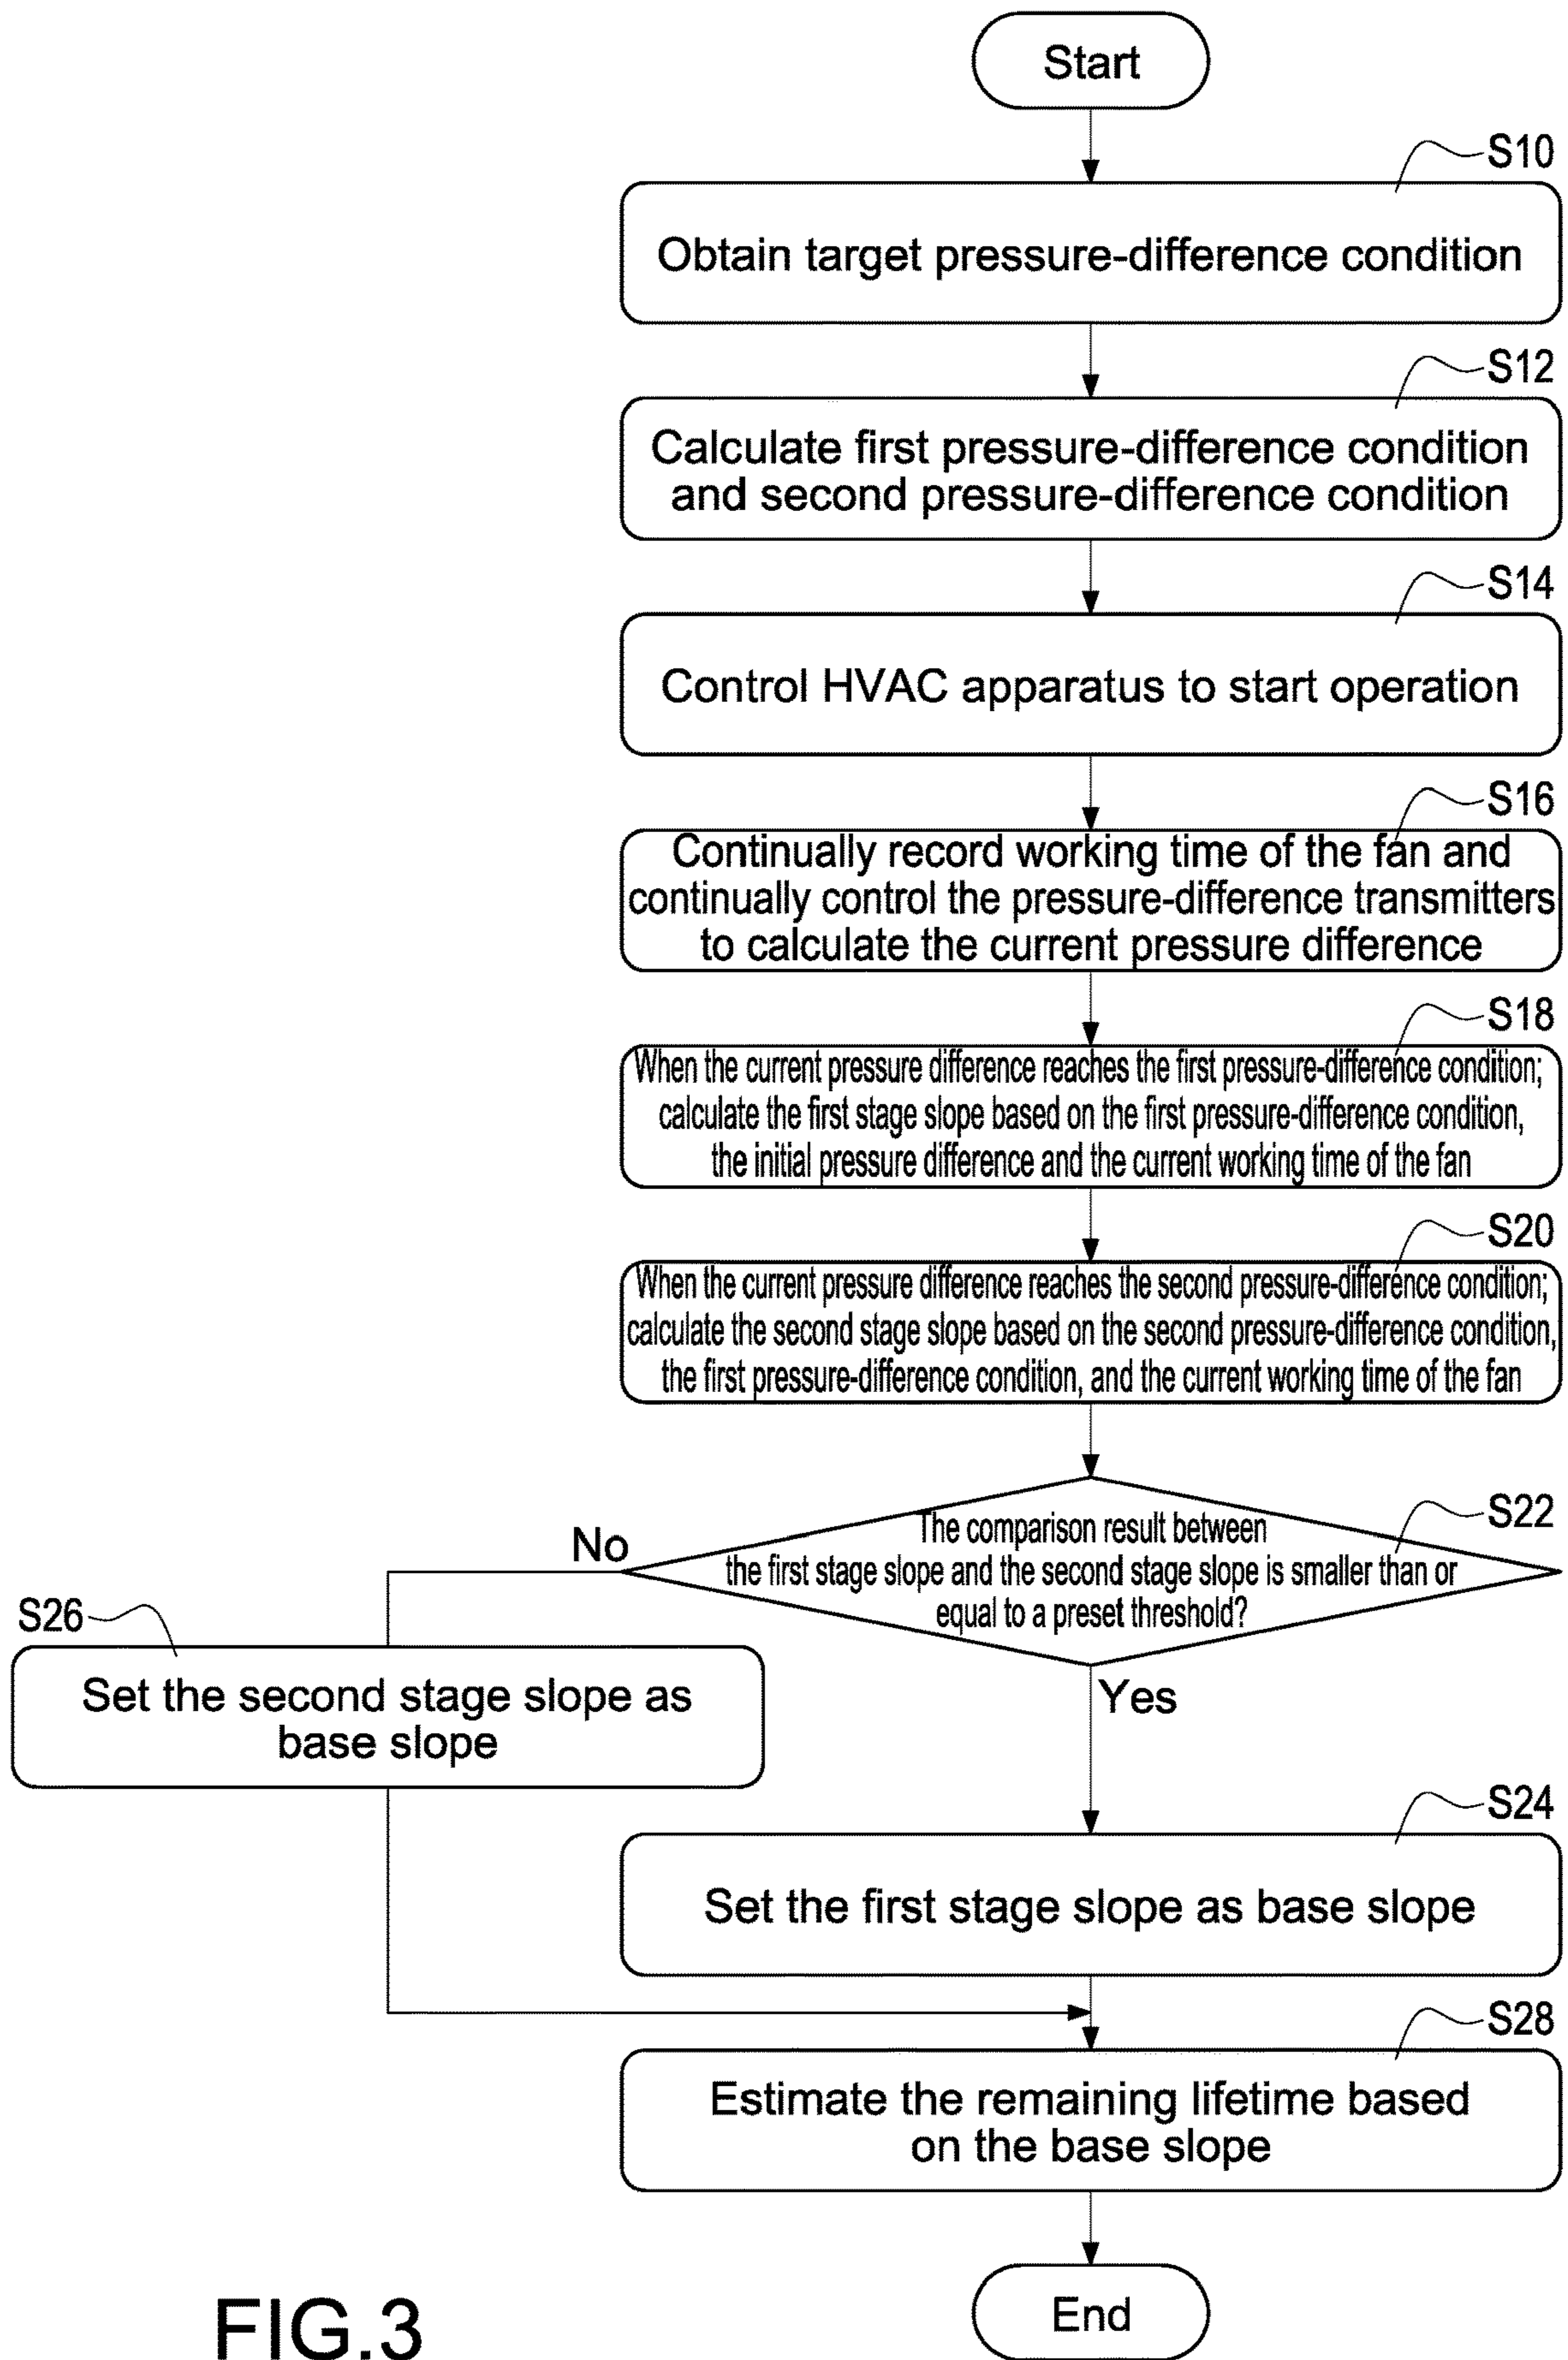 Start
S10
Obtain target pressure-difference condition
S12
Calculate first pressure-difference condition
and second pressure-difference condition
S14
Control HVAC apparatus to start operation
S16
Continually record working time of the fan and
continually control the pressure-difference transmitters
to calculate the current pressure difference
S18
When the current pressure difference reaches the first pressure-difference condition;
calculate the first stage slope based on the first pressure-difference condition,
the initial pressure difference and the current working time of the fan
S20
When the current pressure difference reaches the second pressure-difference condition;
calculate the second stage slope based on the second pressure-difference condition,
the first pressure-difference condition, and the current working time of the fan
S22
The comparison result between
the first stage slope and the second stage slope is smaller than or
equal to a preset threshold?
No
S26
Set the second stage slope as
base slope
Yes
S24
Set the first stage slope as base slope
S28
Estimate the remaining lifetime based
on the base slope
End
FIG.3